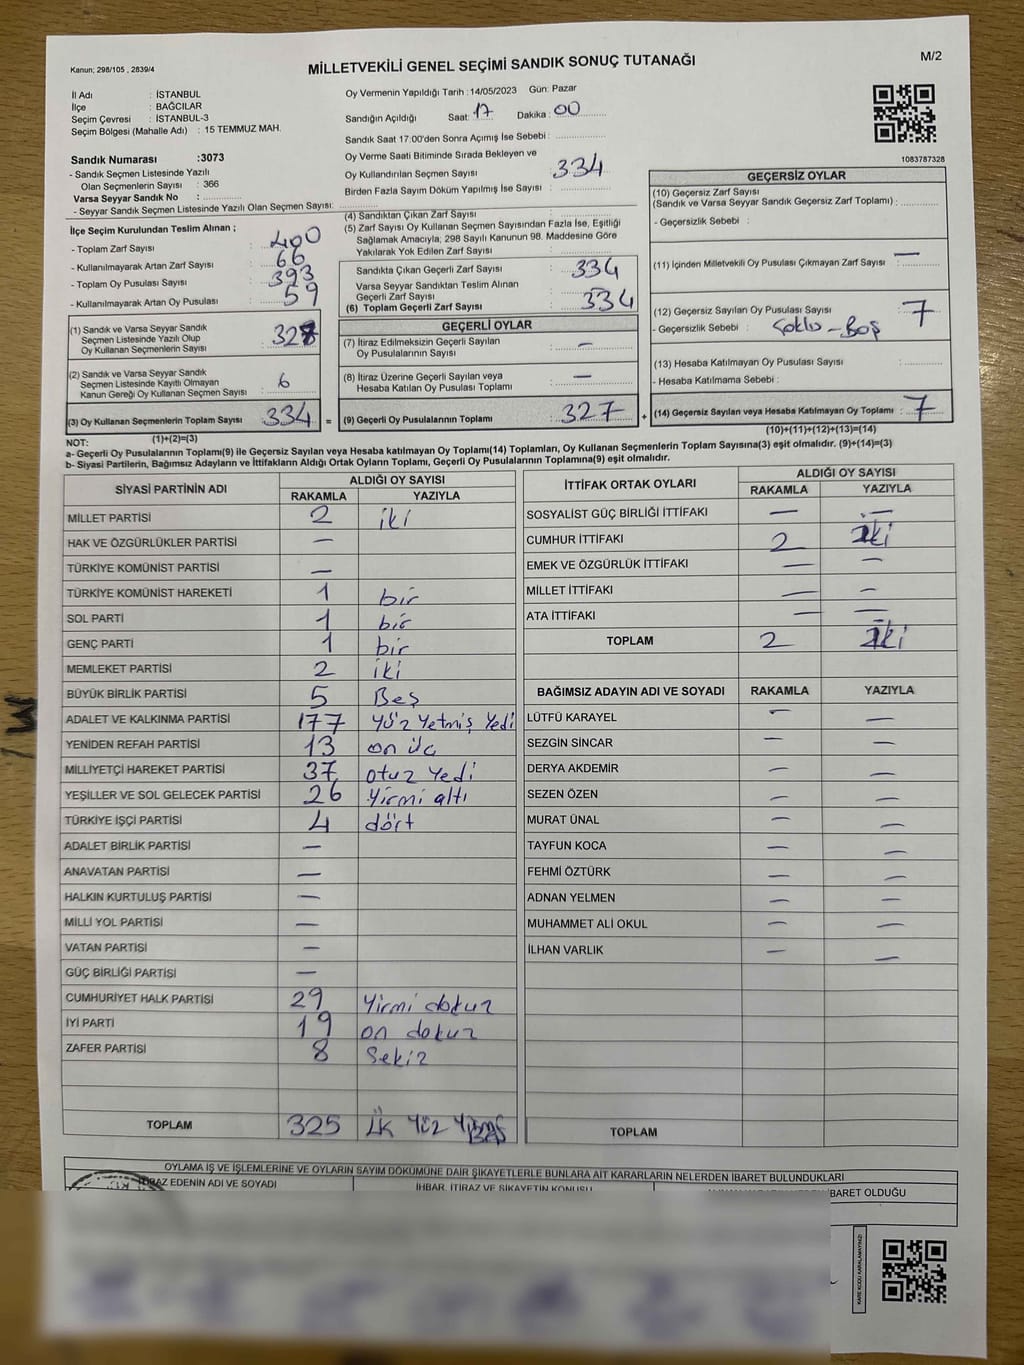 Kanun; 298/105 , 2839/4
MİLLETVEKİLİ GENEL SEÇİMİ SANDIK SONUÇ TUTANAĞI
M/2
İl Adı : İSTANBUL
İlçe : BAĞCILAR
Seçim Çevresi : İSTANBUL-3
Seçim Bölgesi (Mahalle Adı) : 15 TEMMUZ MAH.
Sandık Numarası :3073
- Sandık Seçmen Listesinde Yazılı
Olan Seçmenlerin Sayısı : 366
Varsa Seyyar Sandık No :
- Seyyar Sandık Seçmen Listesinde Yazılı Olan Seçmen Sayısı:
Oy Vermenin Yapıldığı Tarih : 14/05/2023 Gün: Pazar
Sandığın Açıldığı Saat: 17 Dakika: 00
Sandık Saat 17:00'den Sonra Açımış İse Sebebi :
Oy Verme Saati Bitiminde Sırada Bekleyen ve
Oy Kullandırılan Seçmen Sayısı : 334
Birden Fazla Sayım Döküm Yapılmış İse Sayısı :
1083787328
İlçe Seçim Kurulundan Teslim Alınan ;
- Toplam Zarf Sayısı : 400
- Kullanılmayarak Artan Zarf Sayısı : 66
- Toplam Oy Pusulası Sayısı : 393
- Kullanılmayarak Artan Oy Pusulası : 59
(1) Sandık ve Varsa Seyyar Sandık
Seçmen Listesinde Yazılı Olup
Oy Kullanan Seçmenlerin Sayısı 328
(2) Sandık ve Varsa Seyyar Sandık
Seçmen Listesinde Kayıtlı Olmayan
Kanun Gereği Oy Kullanan Seçmen Sayısı 6
(3) Oy Kullanan Seçmenlerin Toplam Sayısı 334 =
(1)+(2)=(3)
(4) Sandıktan Çıkan Zarf Sayısı :
(5) Zarf Sayısı Oy Kullanan Seçmen Sayısından Fazla İse, Eşitliği
Sağlamak Amacıyla; 298 Sayılı Kanunun 98. Maddesine Göre
Yakılarak Yok Edilen Zarf Sayısı :
Sandıkta Çıkan Geçerli Zarf Sayısı : 334
Varsa Seyyar Sandıktan Teslim Alınan
Geçerli Zarf Sayısı
(6) Toplam Geçerli Zarf Sayısı : 334
GEÇERLİ OYLAR
(7) İtiraz Edilmeksizin Geçerli Sayılan
Oy Pusulalarının Sayısı : —
(8) İtiraz Üzerine Geçerli Sayılan veya
Hesaba Katılan Oy Pusulası Toplamı : —
(9) Geçerli Oy Pusulalarının Toplamı : 327 +
GEÇERSİZ OYLAR
(10) Geçersiz Zarf Sayısı
(Sandık ve Varsa Seyyar Sandık Geçersiz Zarf Toplamı) :
- Geçersizlik Sebebi :
(11) İçinden Milletvekili Oy Pusulası Çıkmayan Zarf Sayısı : —
(12) Geçersiz Sayılan Oy Pusulası Sayısı : 7
- Geçersizlik Sebebi : Çoklu - Boş
(13) Hesaba Katılmayan Oy Pusulası Sayısı :
- Hesaba Katılmama Sebebi :
(14) Geçersiz Sayılan veya Hesaba Katılmayan Oy Toplamı : 7
(10)+(11)+(12)+(13)=(14)
NOT:
a- Geçerli Oy Pusulalarının Toplamı(9) ile Geçersiz Sayılan veya Hesaba katılmayan Oy Toplamı(14) Toplamları, Oy Kullanan Seçmenlerin Toplam Sayısına(3) eşit olmalıdır. (9)+(14)=(3)
b- Siyasi Partilerin, Bağımsız Adayların ve İttifakların Aldığı Ortak Oyların Toplamı, Geçerli Oy Pusulalarının Toplamına(9) eşit olmalıdır.
SİYASİ PARTİNİN ADI ALDIĞI OY SAYISI
RAKAMLA YAZIYLA
MİLLET PARTİSİ 2 iki
HAK VE ÖZGÜRLÜKLER PARTİSİ —
TÜRKİYE KOMÜNİST PARTİSİ —
TÜRKİYE KOMÜNİST HAREKETİ 1 bir
SOL PARTİ 1 bir
GENÇ PARTİ 1 bir
MEMLEKET PARTİSİ 2 iki
BÜYÜK BİRLİK PARTİSİ 5 Beş
ADALET VE KALKINMA PARTİSİ 177 Yüz Yetmiş Yedi
YENİDEN REFAH PARTİSİ 13 on üç
MİLLİYETÇİ HAREKET PARTİSİ 37 otuz Yedi
YEŞİLLER VE SOL GELECEK PARTİSİ 26 Yirmi altı
TÜRKİYE İŞÇİ PARTİSİ 4 dört
ADALET BİRLİK PARTİSİ —
ANAVATAN PARTİSİ —
HALKIN KURTULUŞ PARTİSİ —
MİLLİ YOL PARTİSİ —
VATAN PARTİSİ —
GÜÇ BİRLİĞİ PARTİSİ —
CUMHURİYET HALK PARTİSİ 29 Yirmi dokuz
İYİ PARTİ 19 on dokuz
ZAFER PARTİSİ 8 Sekiz
TOPLAM 325 Yüz
İTTİFAK ORTAK OYLARI ALDIĞI OY SAYISI
RAKAMLA YAZIYLA
SOSYALİST GÜÇ BİRLİĞİ İTTİFAKI — —
CUMHUR İTTİFAKI 2 iki
EMEK VE ÖZGÜRLÜK İTTİFAKI — —
MİLLET İTTİFAKI — —
ATA İTTİFAKI — —
TOPLAM 2 iki
BAĞIMSIZ ADAYIN ADI VE SOYADI RAKAMLA YAZIYLA
LÜTFÜ KARAYEL — —
SEZGİN SİNCAR — —
DERYA AKDEMİR — —
SEZEN ÖZEN — —
MURAT ÜNAL — —
TAYFUN KOCA — —
FEHMİ ÖZTÜRK — —
ADNAN YELMEN — —
MUHAMMET ALİ OKUL — —
İLHAN VARLIK — —
TOPLAM
OYLAMA İŞ VE İŞLEMLERİNE VE OYLARIN SAYIM DÖKÜMÜNE DAİR ŞİKAYETLERLE BUNLARA AİT KARARLARIN NELERDEN İBARET BULUNDUKLARI
İTİRAZ EDENİN ADI VE SOYADI
İHBAR, İTİRAZ VE ŞİKAYETİN KONUSU
İBARET OLDUĞU
KARE KODU KARALAMAYINIZ!